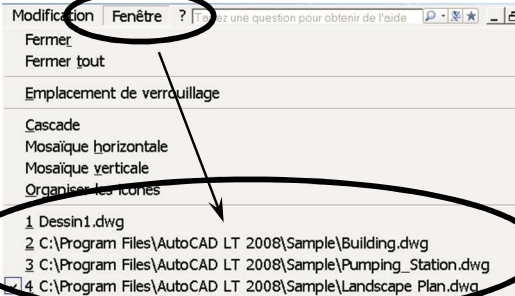 Modification Fenêtre ? Tapez une question pour obtenir de l'aide
Fermer
Fermer tout
Emplacement de verrouillage
Cascade
Mosaïque horizontale
Mosaïque verticale
Organiser les icônes
1 Dessin1.dwg
2 C:\Program Files\AutoCAD LT 2008\Sample\Building.dwg
3 C:\Program Files\AutoCAD LT 2008\Sample\Pumping_Station.dwg
4 C:\Program Files\AutoCAD LT 2008\Sample\Landscape Plan.dwg